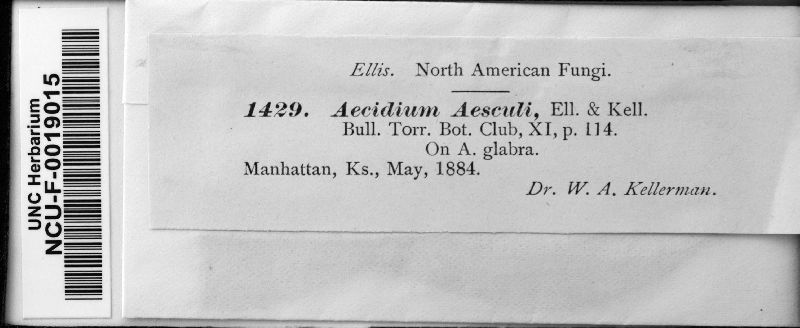 UNC Herbarium
NCU-F-0019015
Ellis. North American Fungi.
1429. Aecidium Aesculi, Ell. & Kell.
Bull. Torr. Bot. Club, XI, p. 114.
On A. glabra.
Manhattan, Ks., May, 1884.
Dr. W. A. Kellerman.